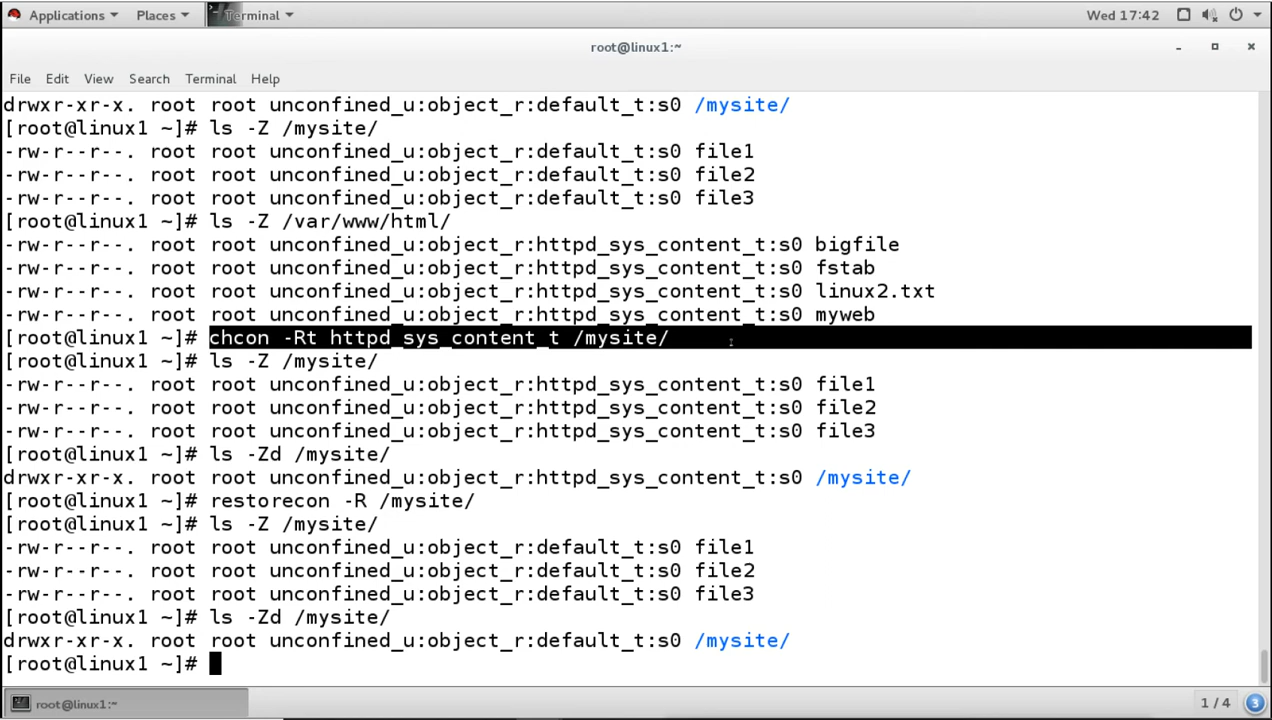 Applications Places Terminal Wed 17:42
root@linux1:~
File Edit View Search Terminal Help
drwxr-xr-x. root root unconfined_u:object_r:default_t:s0 /mysite/
[root@linux1 ~]# ls -Z /mysite/
-rw-r--r--. root root unconfined_u:object_r:default_t:s0 file1
-rw-r--r--. root root unconfined_u:object_r:default_t:s0 file2
-rw-r--r--. root root unconfined_u:object_r:default_t:s0 file3
[root@linux1 ~]# ls -Z /var/www/html/
-rw-r--r--. root root unconfined_u:object_r:httpd_sys_content_t:s0 bigfile
-rw-r--r--. root root unconfined_u:object_r:httpd_sys_content_t:s0 fstab
-rw-r--r--. root root unconfined_u:object_r:httpd_sys_content_t:s0 linux2.txt
-rw-r--r--. root root unconfined_u:object_r:httpd_sys_content_t:s0 myweb
[root@linux1 ~]# chcon -Rt httpd_sys_content_t /mysite/
[root@linux1 ~]# ls -Z /mysite/
-rw-r--r--. root root unconfined_u:object_r:httpd_sys_content_t:s0 file1
-rw-r--r--. root root unconfined_u:object_r:httpd_sys_content_t:s0 file2
-rw-r--r--. root root unconfined_u:object_r:httpd_sys_content_t:s0 file3
[root@linux1 ~]# ls -Zd /mysite/
drwxr-xr-x. root root unconfined_u:object_r:httpd_sys_content_t:s0 /mysite/
[root@linux1 ~]# restorecon -R /mysite/
[root@linux1 ~]# ls -Z /mysite/
-rw-r--r--. root root unconfined_u:object_r:default_t:s0 file1
-rw-r--r--. root root unconfined_u:object_r:default_t:s0 file2
-rw-r--r--. root root unconfined_u:object_r:default_t:s0 file3
[root@linux1 ~]# ls -Zd /mysite/
drwxr-xr-x. root root unconfined_u:object_r:default_t:s0 /mysite/
[root@linux1 ~]#
root@linux1:~ 1 / 4 3